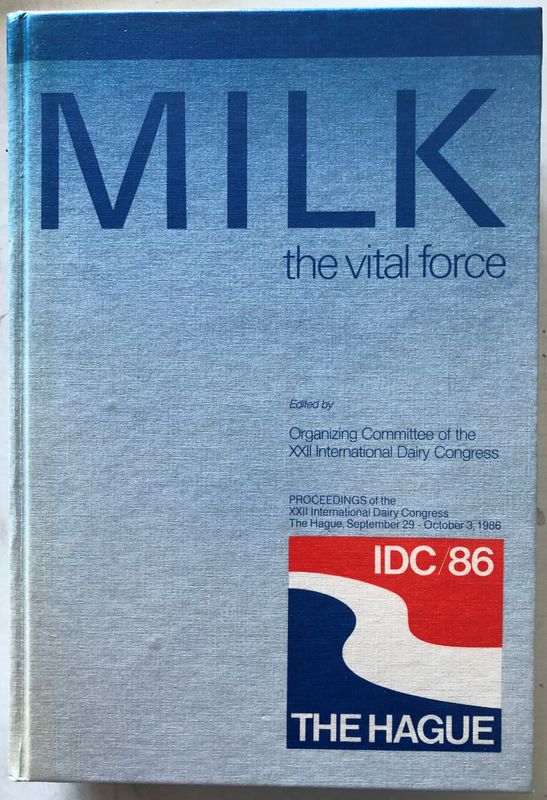 MILK
the vital force
Edited by
Organizing Committee of the
XXII International Dairy Congress
PROCEEDINGS of the
XXII International Dairy Congress
The Hague, September 29 - October 3, 1986
IDC/86
THE HAGUE